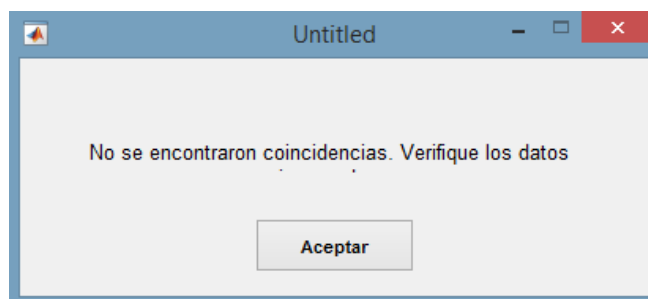 Untitled
No se encontraron coincidencias. Verifique los datos
Aceptar